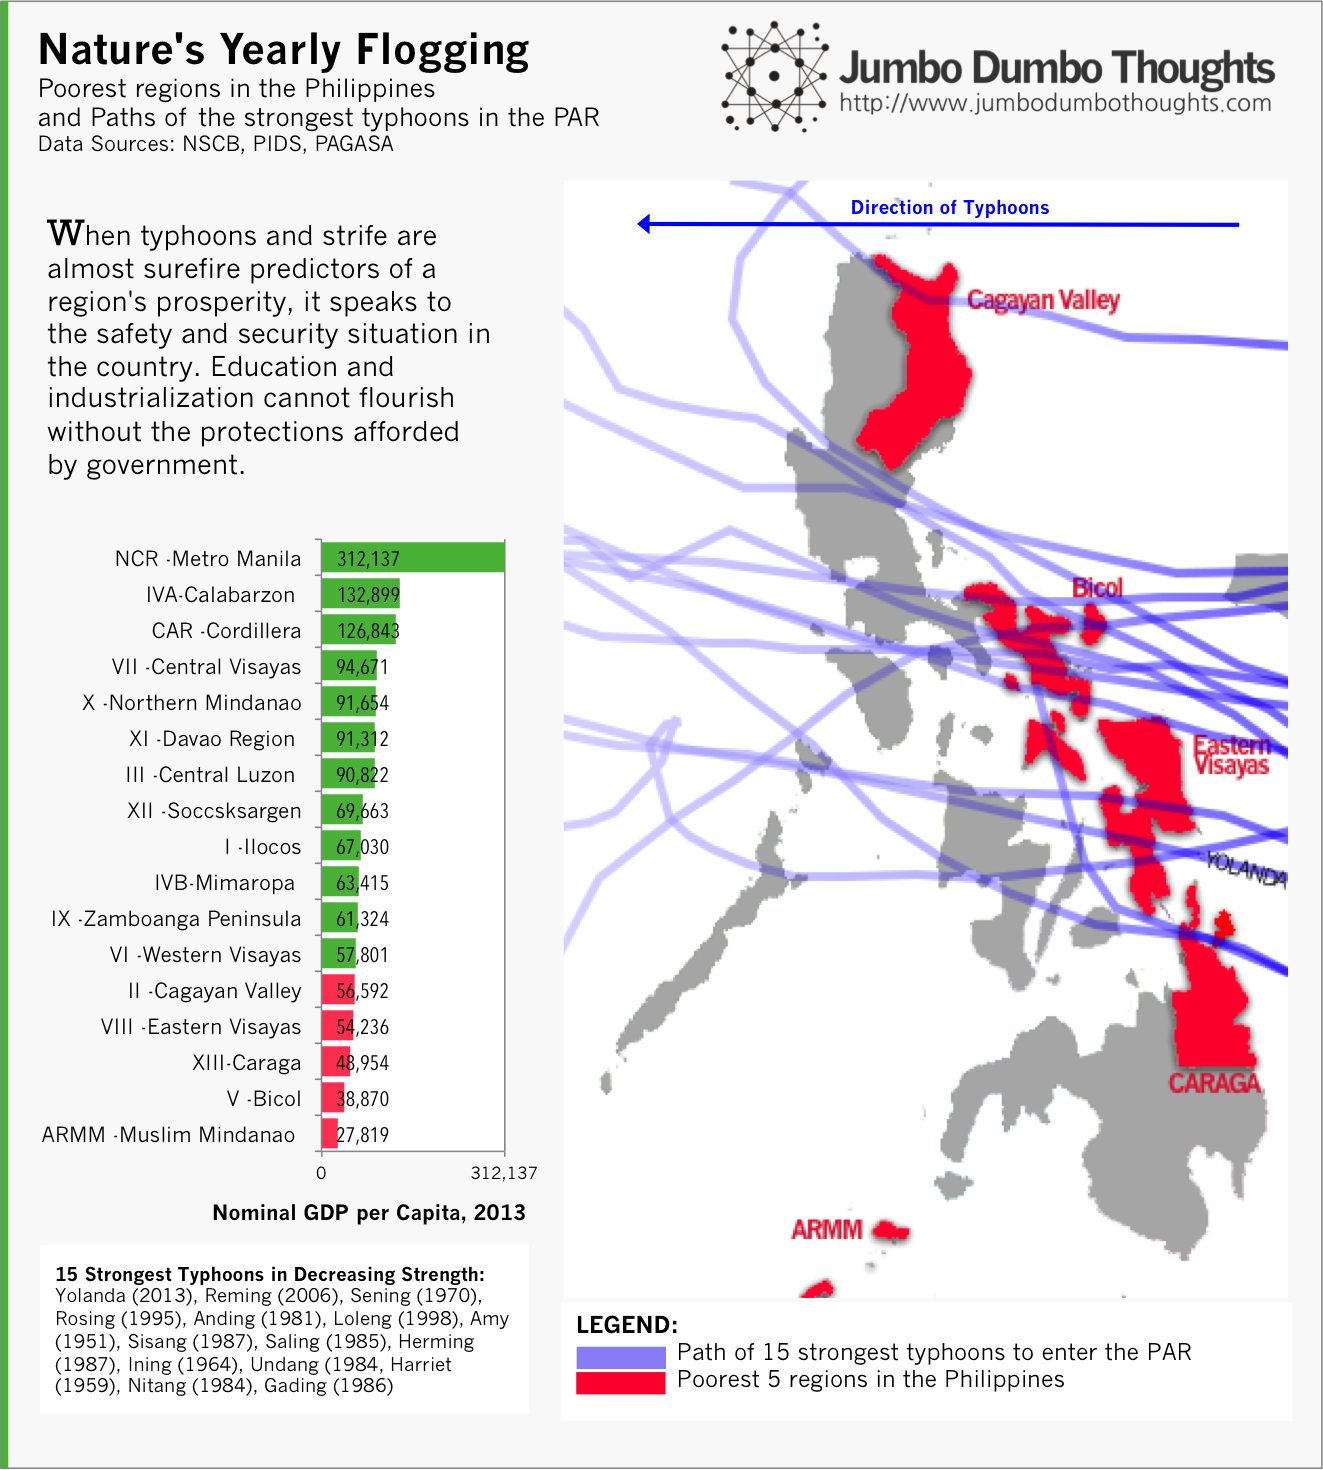 Nature's Yearly Flogging
Poorest regions in the Philippines
and Paths of the strongest typhoons in the PAR
Data Sources: NSCB, PIDS, PAGASA
Jumbo Dumbo Thoughts
http://www.jumbodumbothoughts.com
When typhoons and strife are
almost surefire predictors of a
region's prosperity, it speaks to
the safety and security situation in
the country. Education and
industrialization cannot flourish
without the protections afforded
by government.
NCR -Metro Manila 312,137
IVA-Calabarzon 132,899
CAR -Cordillera 126,843
VII -Central Visayas 94,671
X -Northern Mindanao 91,654
XI -Davao Region 91,312
III -Central Luzon 90,822
XII -Soccsksargen 69,663
I -Ilocos 67,030
IVB-Mimaropa 63,415
IX -Zamboanga Peninsula 61,324
VI -Western Visayas 57,801
II -Cagayan Valley 56,592
VIII -Eastern Visayas 54,236
XIII-Caraga 48,954
V -Bicol 38,870
ARMM -Muslim Mindanao 27,819
0 312,137
Nominal GDP per Capita, 2013
15 Strongest Typhoons in Decreasing Strength:
Yolanda (2013), Reming (2006), Sening (1970),
Rosing (1995), Anding (1981), Loleng (1998), Amy
(1951), Sisang (1987), Saling (1985), Herming
(1987), Ining (1964), Undang (1984, Harriet
(1959), Nitang (1984), Gading (1986)
Direction of Typhoons
Cagayan Valley
Bicol
Eastern
Visayas
YOLANDA
CARAGA
ARMM
LEGEND:
Path of 15 strongest typhoons to enter the PAR
Poorest 5 regions in the Philippines